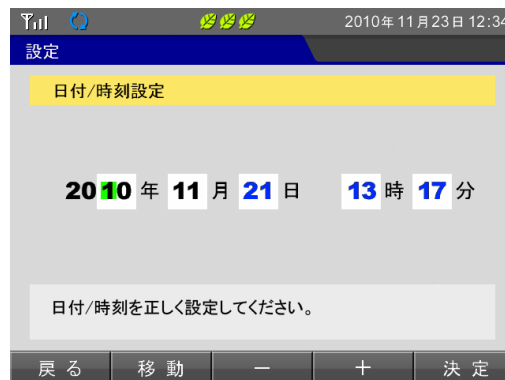 2010年11月23日 12:34
設定
日付/時刻設定
2010 年 11 月 21 日 13 時 17 分
日付/時刻を正しく設定してください。
戻る 移動 － ＋ 決定